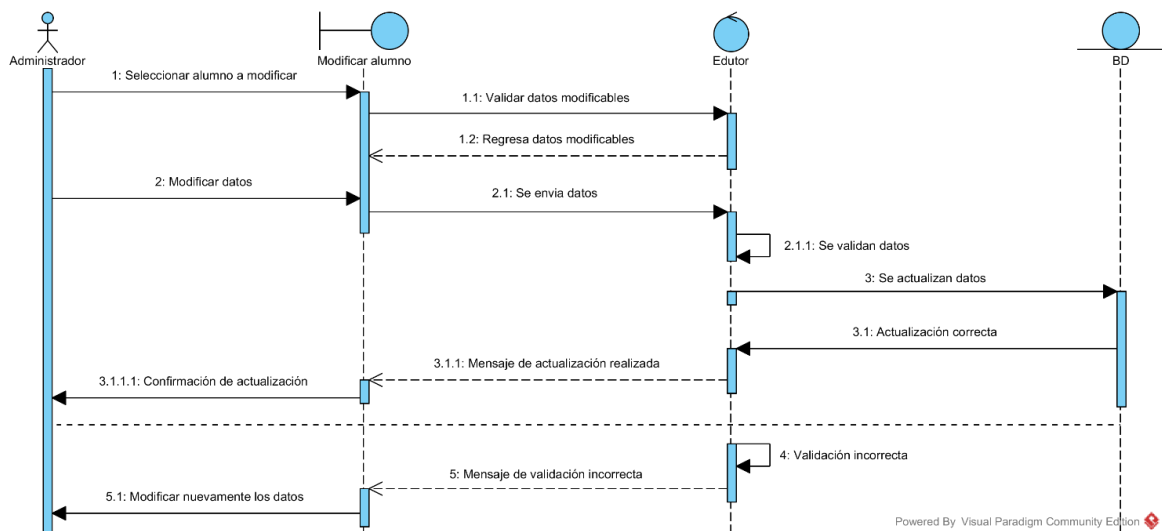 Administrador
Modificar alumno
Edutor
BD
1: Seleccionar alumno a modificar
1.1: Validar datos modificables
1.2: Regresa datos modificables
2: Modificar datos
2.1: Se envia datos
2.1.1: Se validan datos
3: Se actualizan datos
3.1: Actualización correcta
3.1.1: Mensaje de actualización realizada
3.1.1.1: Confirmación de actualización
4: Validación incorrecta
5: Mensaje de validación incorrecta
5.1: Modificar nuevamente los datos
Powered By Visual Paradigm Community Edition